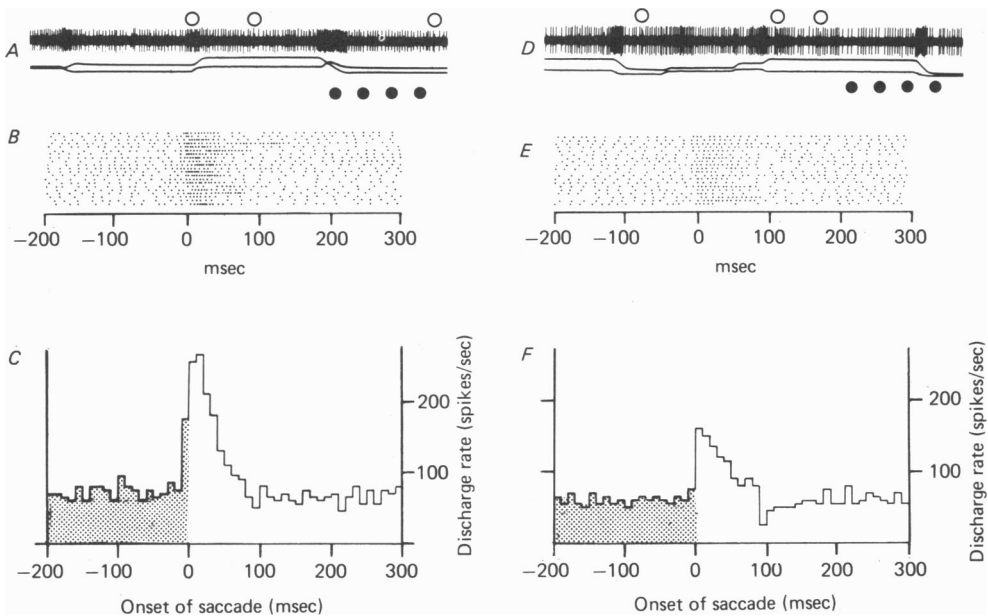 A
B
−200 −100 0 100 200 300
msec
C
200
100
Discharge rate (spikes/sec)
−200 −100 0 100 200 300
Onset of saccade (msec)
D
E
−200 −100 0 100 200 300
msec
F
200
100
Discharge rate (spikes/sec)
−200 −100 0 100 200 300
Onset of saccade (msec)